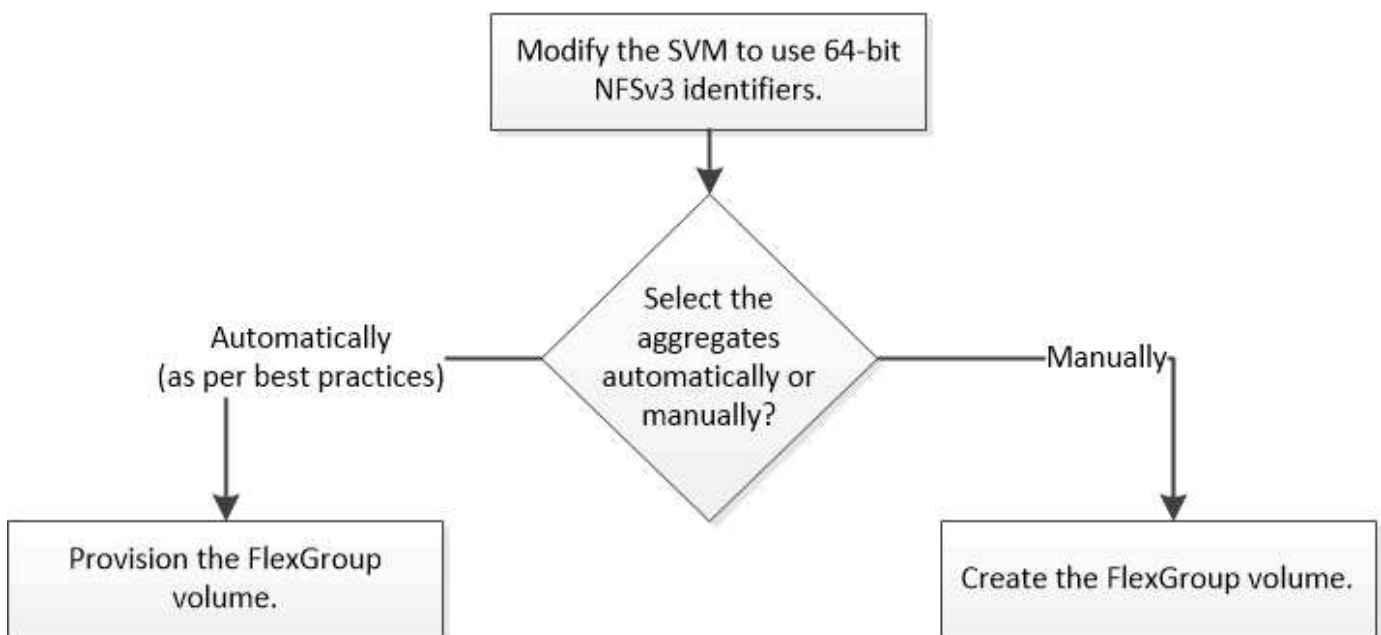 Modify the SVM to use 64-bit
NFSv3 identifiers.
Select the
aggregates
automatically or
manually?
Automatically
(as per best practices)
Manually
Provision the FlexGroup
volume.
Create the FlexGroup volume.